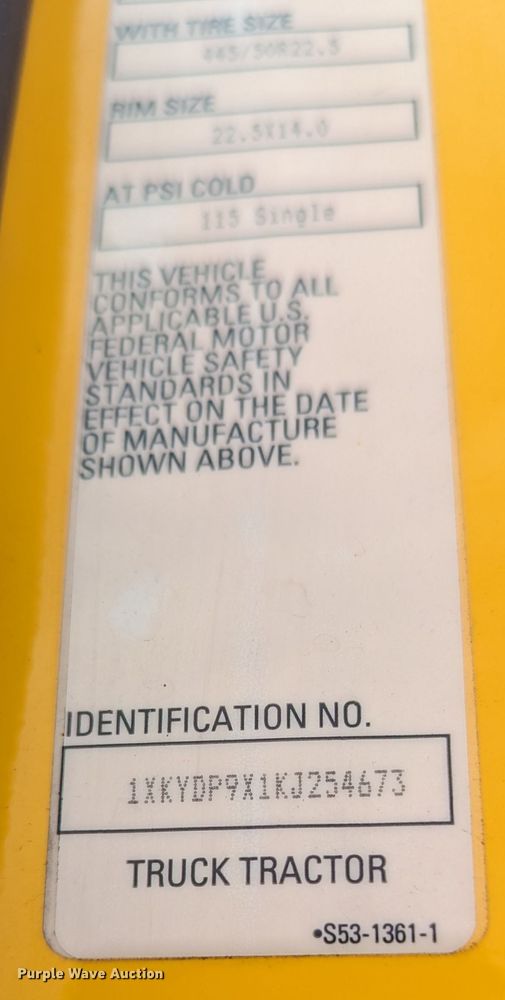 WITH TIRE SIZE
445/50R22.5
RIM SIZE
22.5X14.0
AT PSI COLD
115 Single
THIS VEHICLE
CONFORMS TO ALL
APPLICABLE U.S.
FEDERAL MOTOR
VEHICLE SAFETY
STANDARDS IN
EFFECT ON THE DATE
OF MANUFACTURE
SHOWN ABOVE.
IDENTIFICATION NO.
1XKYDP9X1KJ254673
TRUCK TRACTOR
•S53-1361-1
Purple Wave Auction